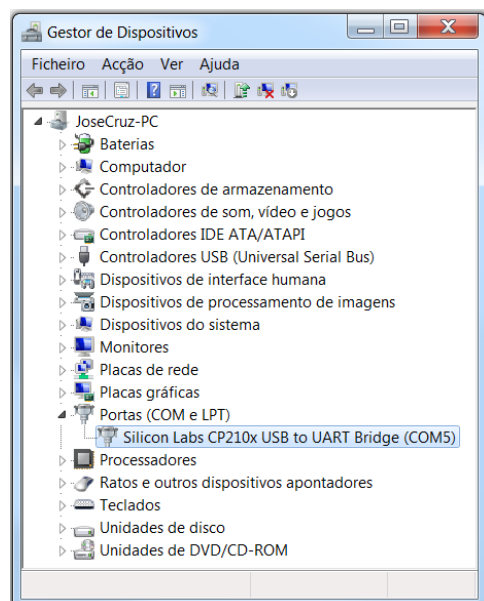 Gestor de Dispositivos
Ficheiro Acção Ver Ajuda
JoseCruz-PC
Baterias
Computador
Controladores de armazenamento
Controladores de som, vídeo e jogos
Controladores IDE ATA/ATAPI
Controladores USB (Universal Serial Bus)
Dispositivos de interface humana
Dispositivos de processamento de imagens
Dispositivos do sistema
Monitores
Placas de rede
Placas gráficas
Portas (COM e LPT)
Silicon Labs CP210x USB to UART Bridge (COM5)
Processadores
Ratos e outros dispositivos apontadores
Teclados
Unidades de disco
Unidades de DVD/CD-ROM